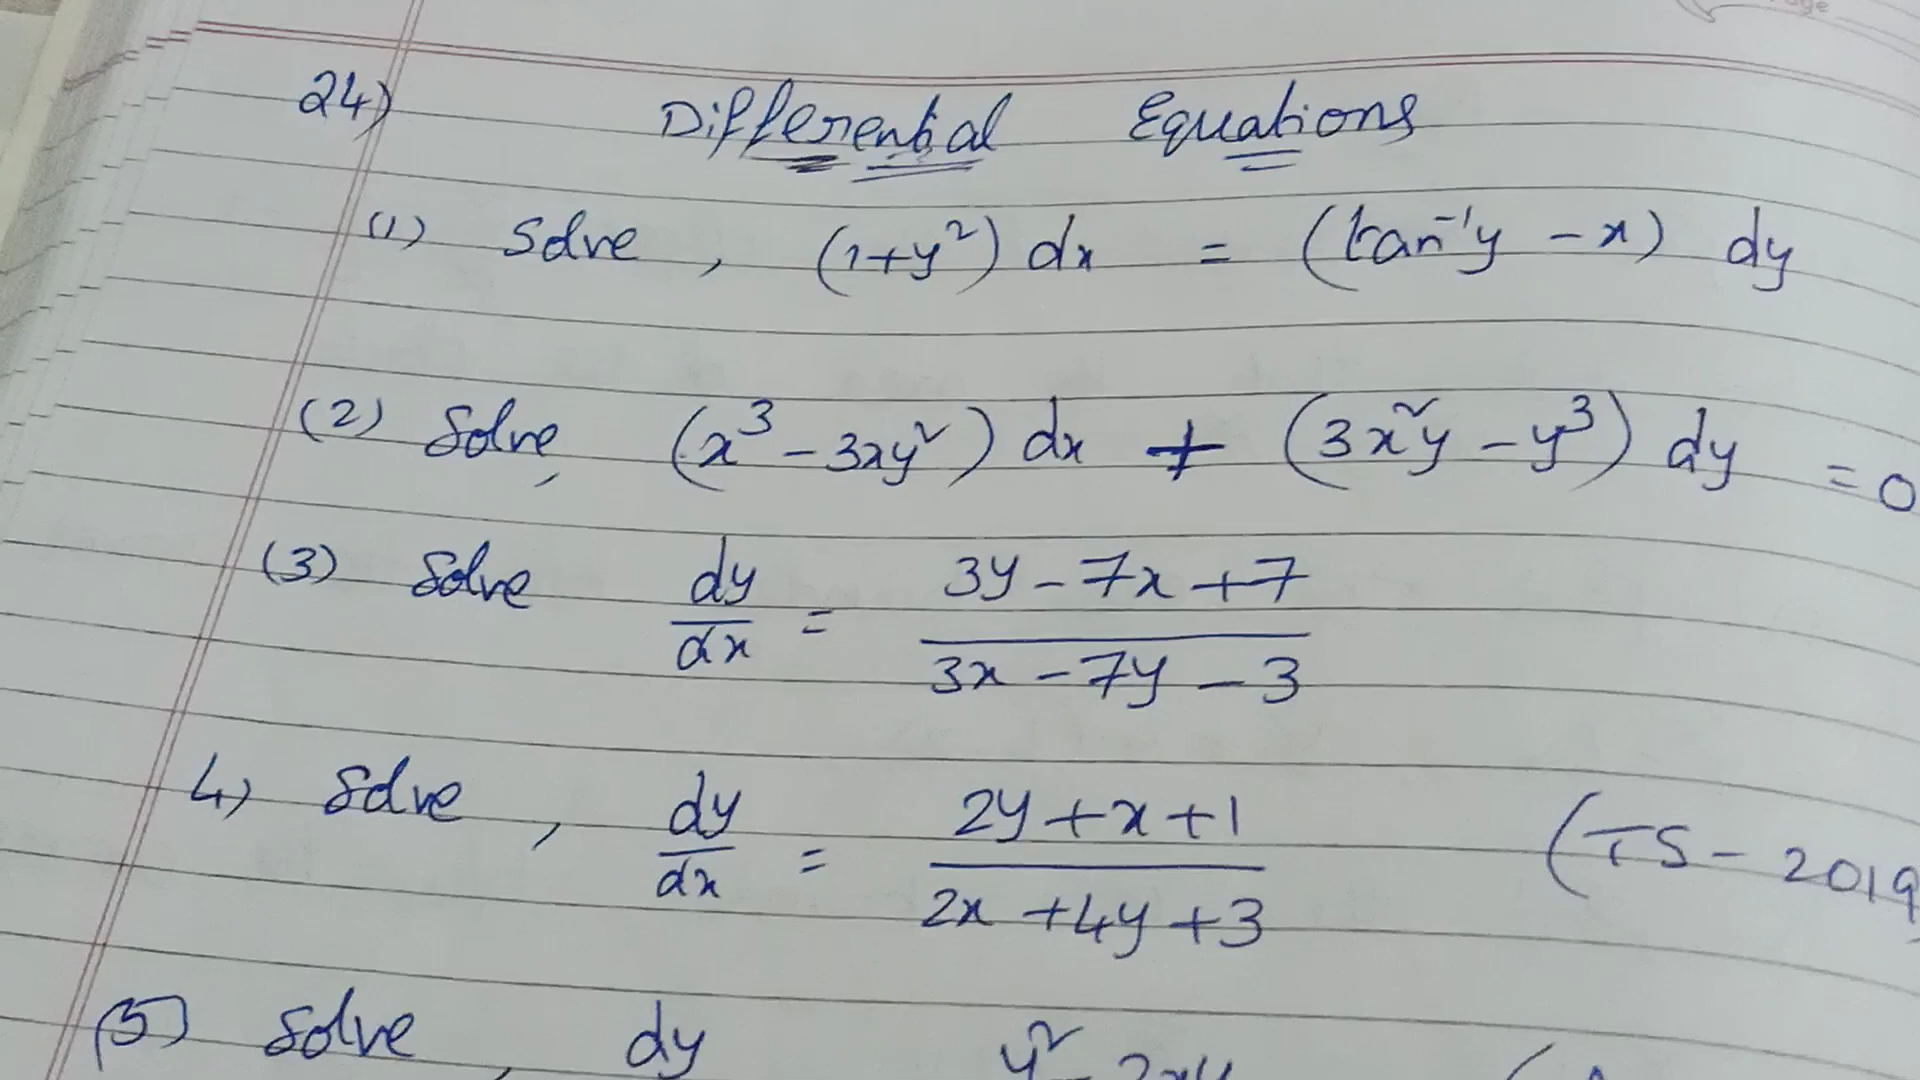 24) Differential Equations
(1) Solve, (1+y²) dx = (tan⁻¹y - x) dy
(2) Solve, (x³ - 3xy²) dx + (3x²y - y³) dy = 0
(3) Solve dy/dx = 3y - 7x + 7 / 3x - 7y - 3
4) Solve, dy/dx = 2y + x + 1 / 2x + 4y + 3 (TS - 2019
(5) Solve, dy y² - 2xy